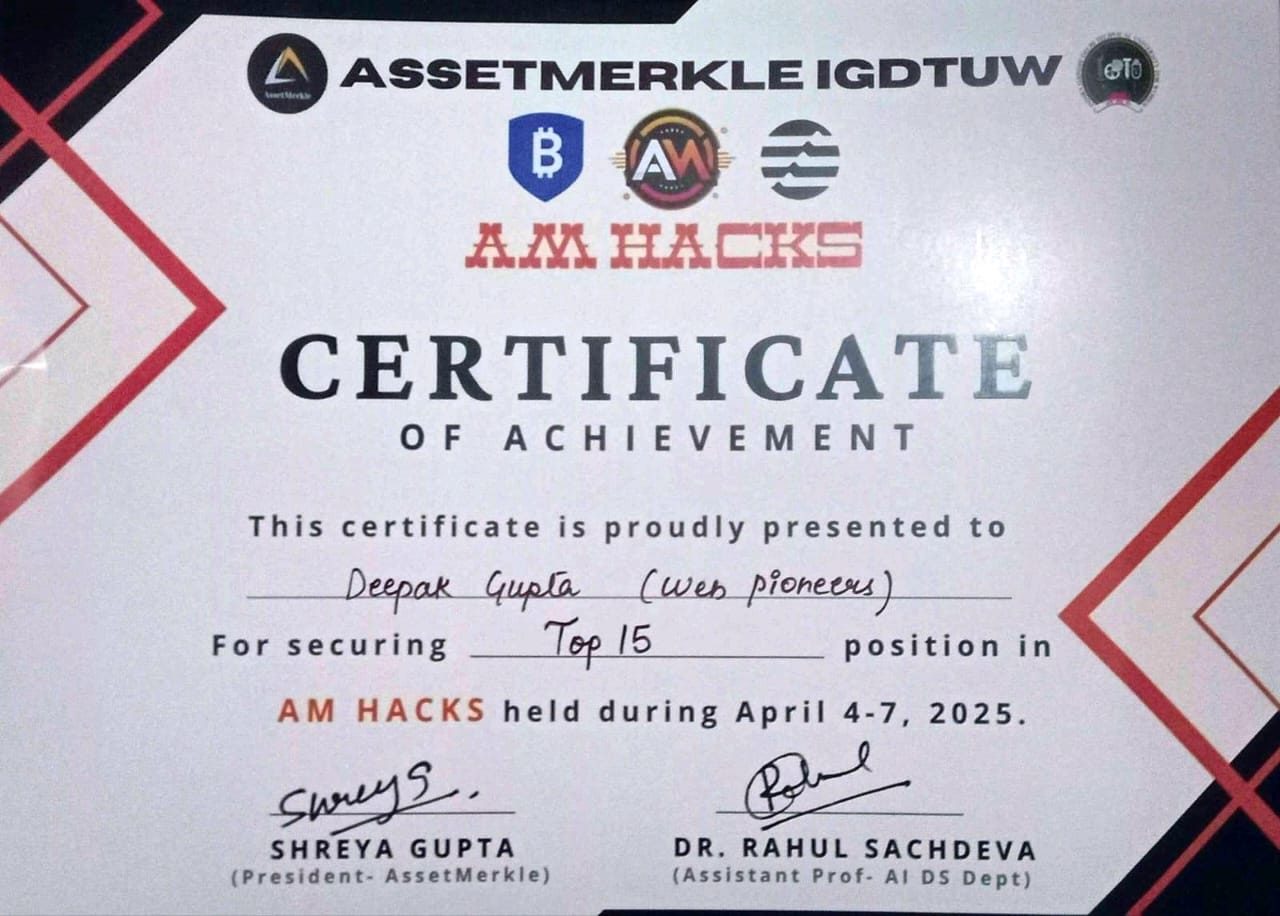 AssetMerkle
ASSETMERKLE IGDTUW
AM
AM HACKS
CERTIFICATE
OF ACHIEVEMENT
This certificate is proudly presented to
Deepak Gupta (Web Pioneers)
For securing Top 15 position in
AM HACKS held during April 4-7, 2025.
Shreya G.
Rahul
SHREYA GUPTA
DR. RAHUL SACHDEVA
(President- AssetMerkle)
(Assistant Prof- AI DS Dept)